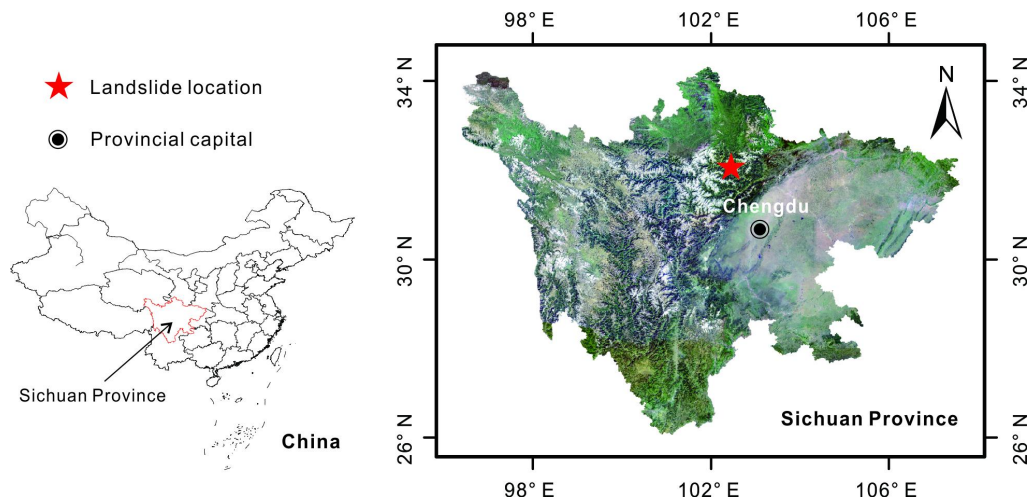 Landslide location
Provincial capital
Sichuan Province
China
98° E
102° E
106° E
34° N
30° N
26° N
N
Chengdu
Sichuan Province
34° N
30° N
26° N
98° E
102° E
106° E